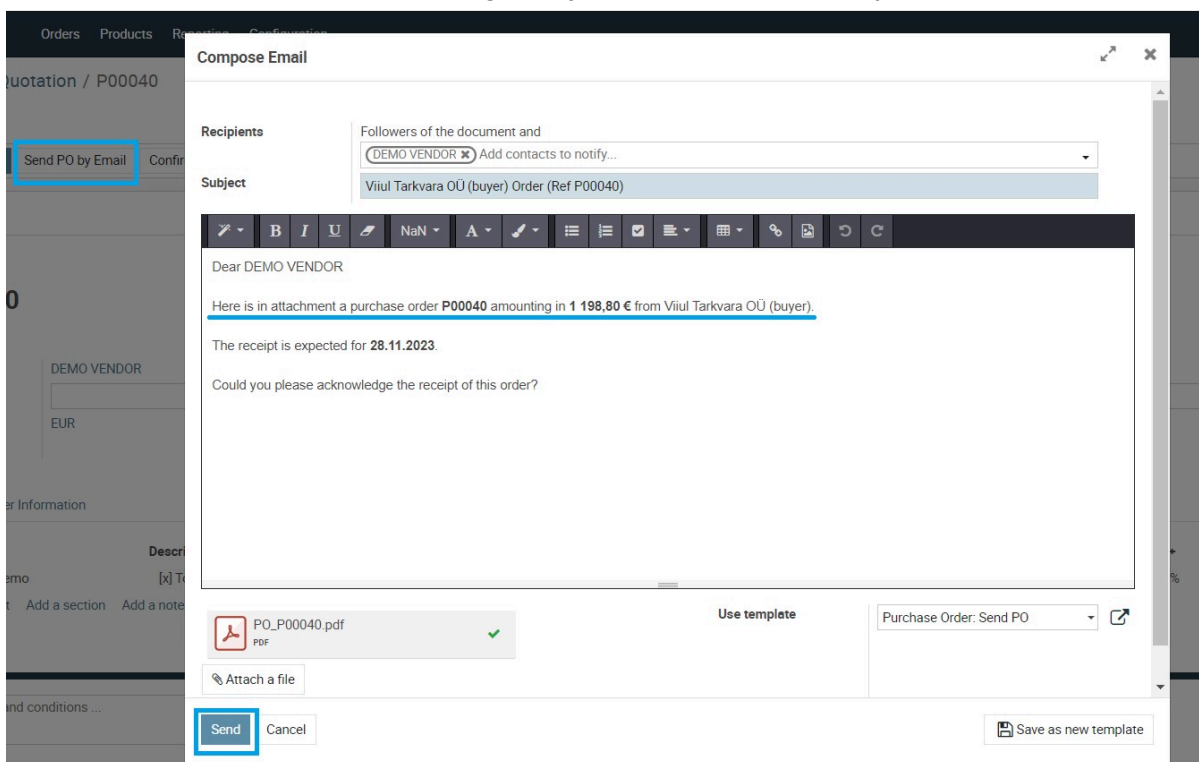 Orders Products Reporting Configuration
Quotation / P00040
Compose Email
Recipients
Followers of the document and
DEMO VENDOR ✖ Add contacts to notify...
Send PO by Email Confir
Subject
Viiul Tarkvara OÜ (buyer) Order (Ref P00040)
B I U NaN A
Dear DEMO VENDOR
Here is in attachment a purchase order P00040 amounting in 1 198,80 € from Viiul Tarkvara OÜ (buyer).
0
The receipt is expected for 28.11.2023.
DEMO VENDOR
Could you please acknowledge the receipt of this order?
EUR
er Information
Descri
emo [x] To
%
t Add a section Add a note
PO_P00040.pdf
PDF
Use template
Purchase Order: Send PO
Attach a file
and conditions ...
Send Cancel
Save as new template